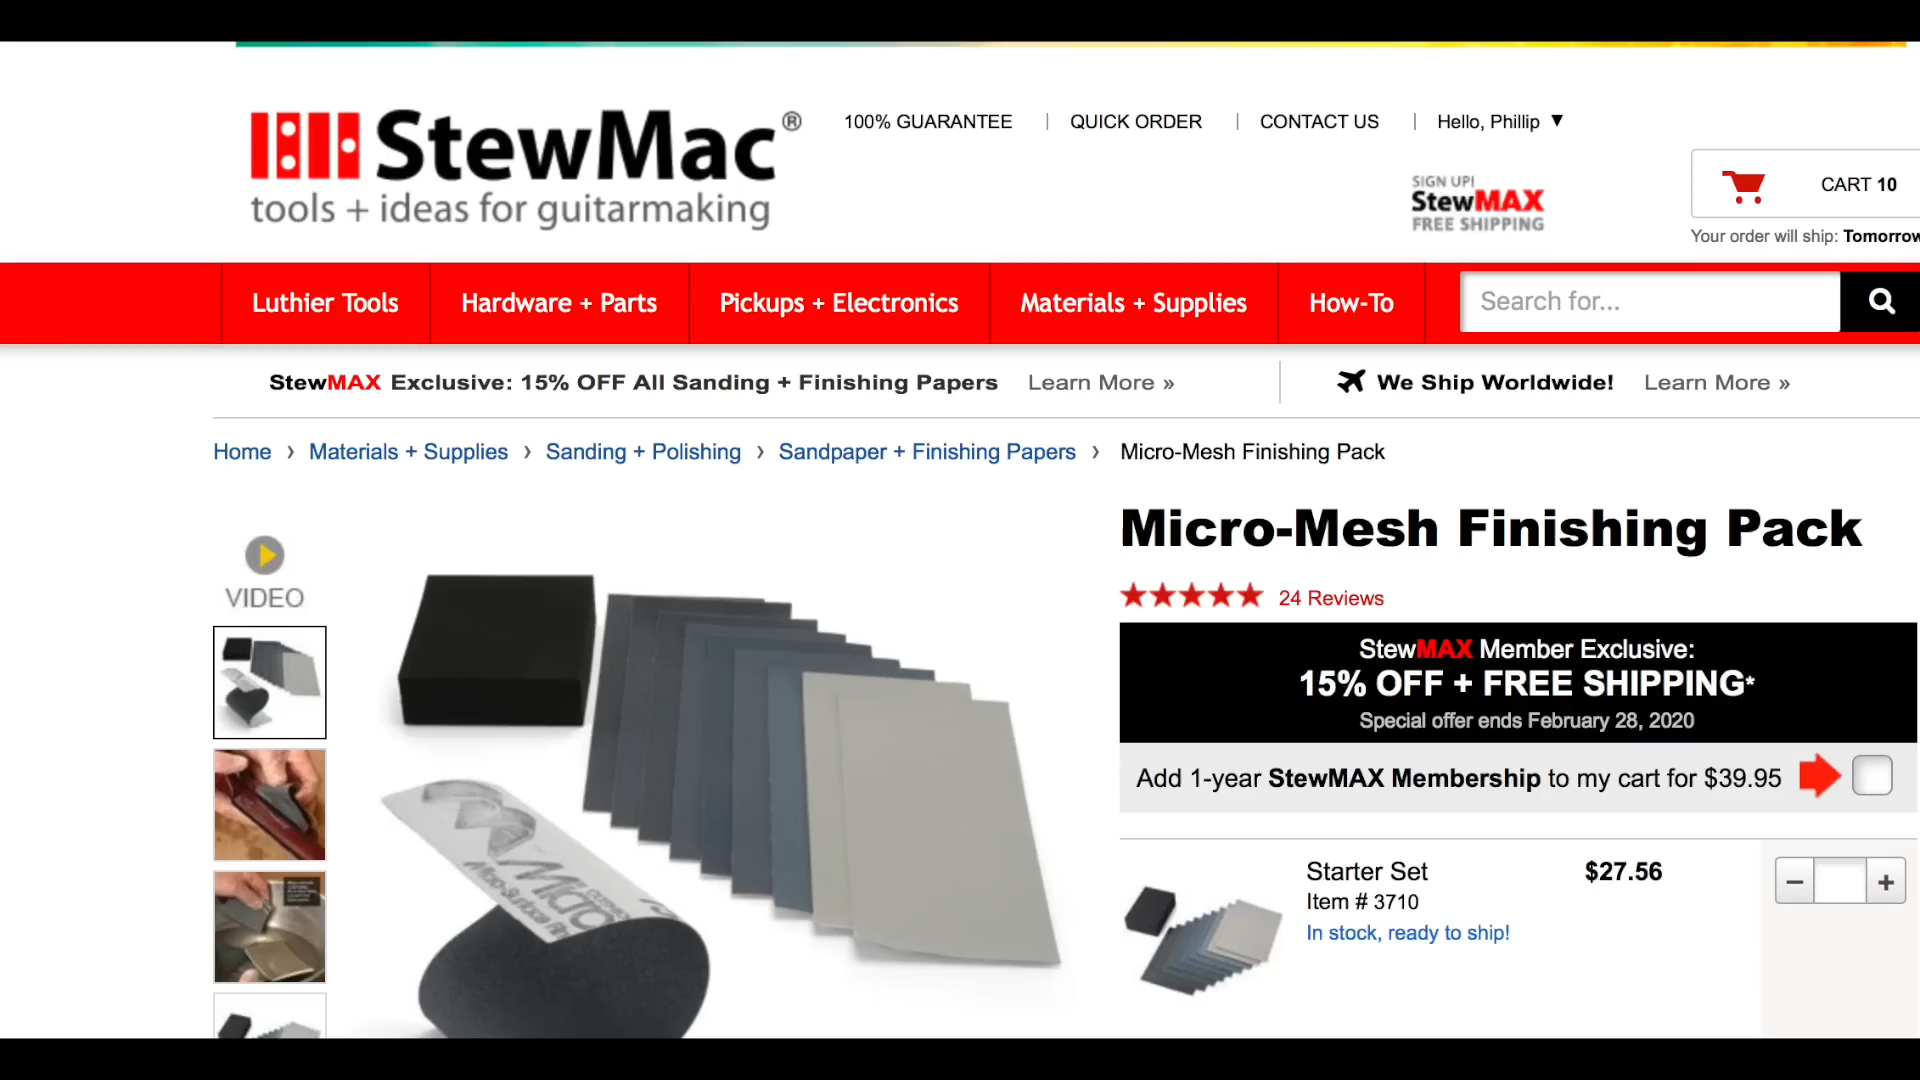 StewMac®
tools + ideas for guitarmaking
100% GUARANTEE | QUICK ORDER | CONTACT US | Hello, Phillip ▼
SIGN UP!
StewMAX
FREE SHIPPING
CART 10
Your order will ship: Tomorrow
Luthier Tools
Hardware + Parts
Pickups + Electronics
Materials + Supplies
How-To
Search for...
StewMAX Exclusive: 15% OFF All Sanding + Finishing Papers Learn More »
We Ship Worldwide! Learn More »
Home › Materials + Supplies › Sanding + Polishing › Sandpaper + Finishing Papers › Micro-Mesh Finishing Pack
VIDEO
Micro-Mesh Finishing Pack
24 Reviews
StewMAX Member Exclusive:
15% OFF + FREE SHIPPING*
Special offer ends February 28, 2020
Add 1-year StewMAX Membership to my cart for $39.95
Starter Set $27.56
Item # 3710
In stock, ready to ship!